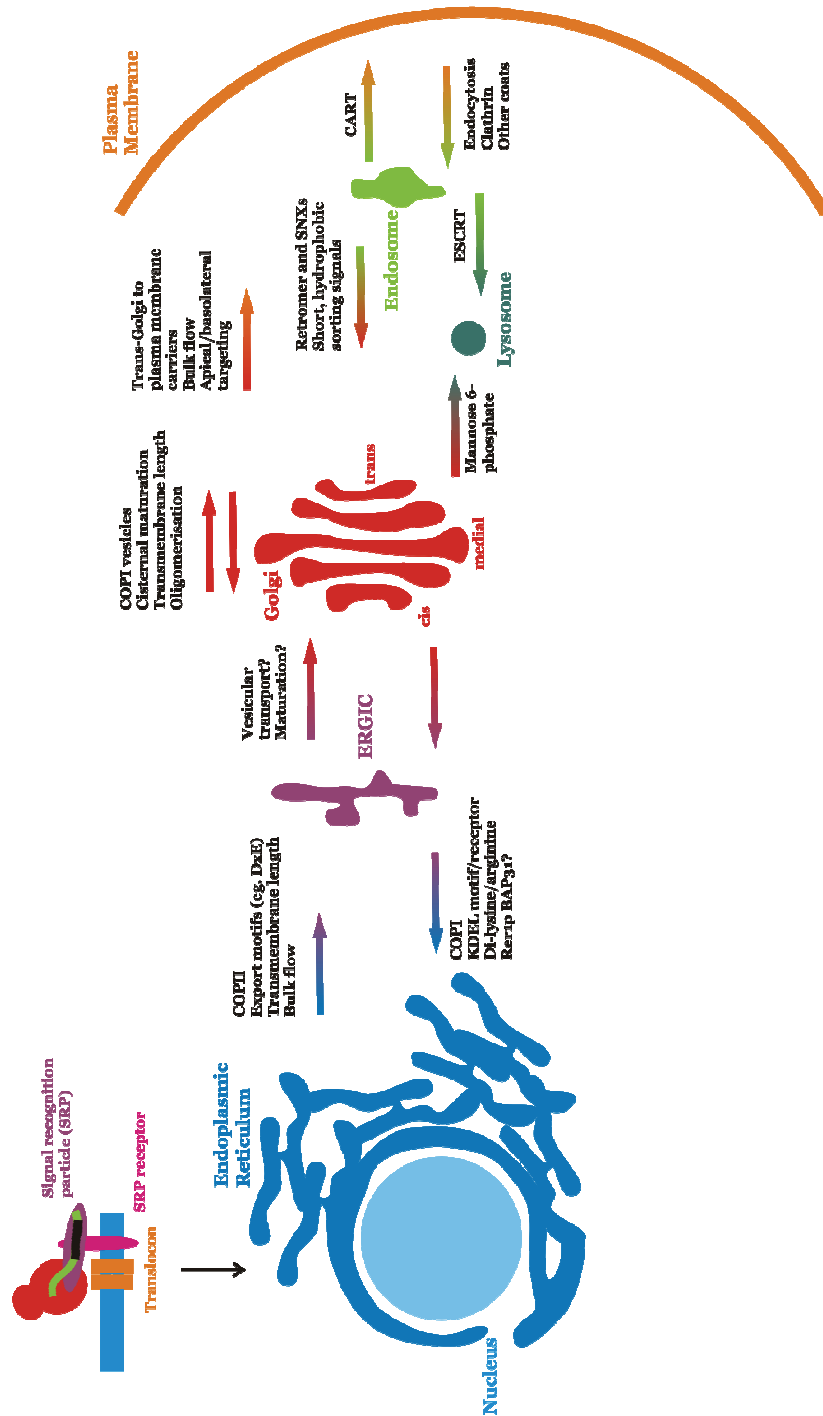 Signal recognition
particle (SRP)
SRP receptor
Translocon
Endoplasmic
Reticulum
Nucleus
COPII
Export motifs (eg. DxE)
Transmembrane length
Bulk flow
COPI
KDEL motif/receptor
Di-lysine/arginine
Rer1p BAP31?
ERGIC
Vesicular
transport?
Maturation?
COPI vesicles
Cisternal maturation
Transmembrane length
Oligomerisation
Golgi
cis
medial
trans
Trans-Golgi to
plasma membrane
carriers
Bulk flow
Apical/basolateral
targeting
Mannose 6-
phosphate
Lysosome
Retromer and SNXs
Short, hydrophobic
sorting signals
Endosome
ESCRT
CART
Endocytosis
Clathrin
Other coats
Plasma
Membrane